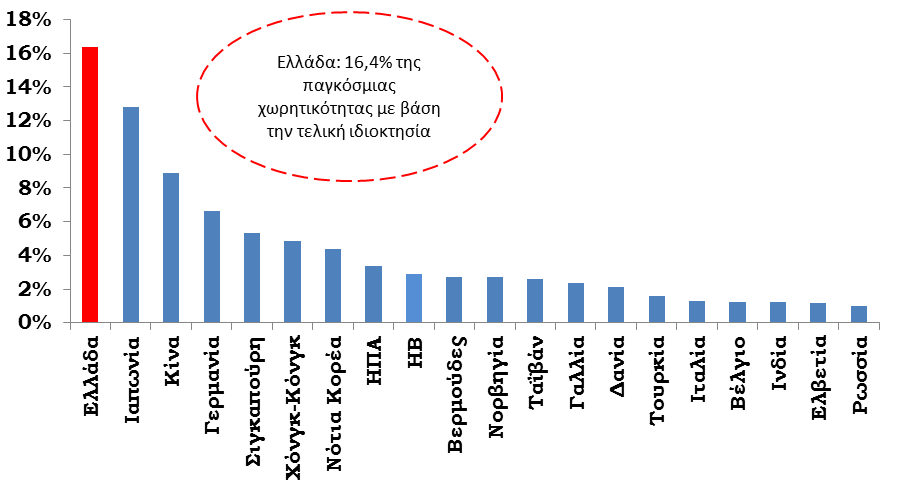 18%
16%
14%
12%
10%
8%
6%
4%
2%
0%
Ελλάδα: 16,4% της
παγκόσμιας
χωρητικότητας με βάση
την τελική ιδιοκτησία
Ελλάδα
Ιαπωνία
Κίνα
Γερμανία
Σιγκαπούρη
Χόνγκ-Κόνγκ
Νότια Κορέα
ΗΠΑ
ΗΒ
Βερμούδες
Νορβηγία
Ταϊβάν
Γαλλία
Δανία
Τουρκία
Ιταλία
Βέλγιο
Ινδία
Ελβετία
Ρωσσία